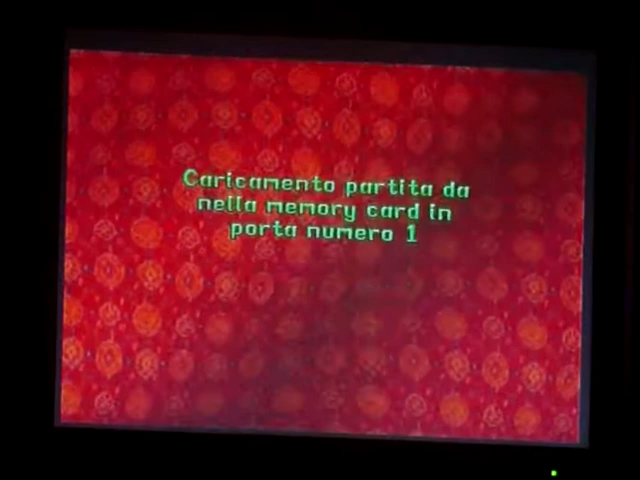 Caricamento partita da
nella memory card in
porta numero 1